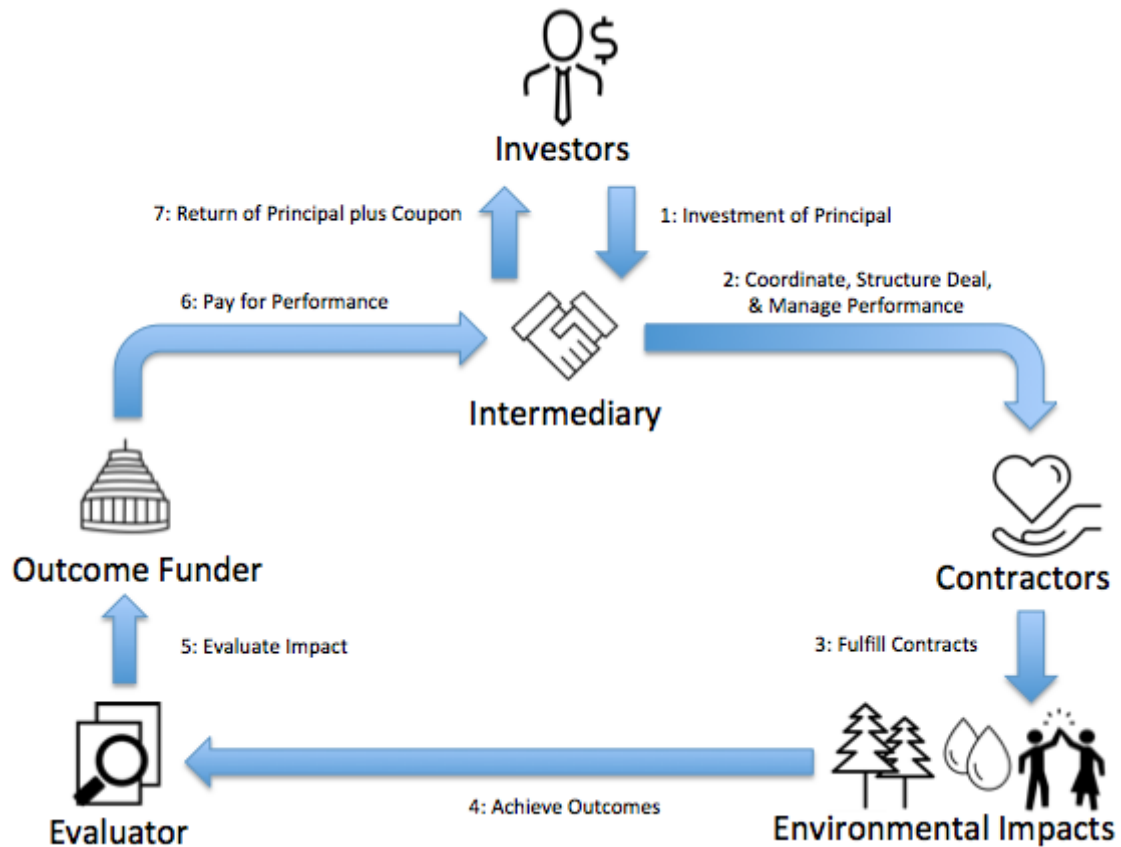 $
Investors
7: Return of Principal plus Coupon
1: Investment of Principal
2: Coordinate, Structure Deal,
& Manage Performance
6: Pay for Performance
Intermediary
Outcome Funder
Contractors
5: Evaluate Impact
3: Fulfill Contracts
4: Achieve Outcomes
Evaluator
Environmental Impacts